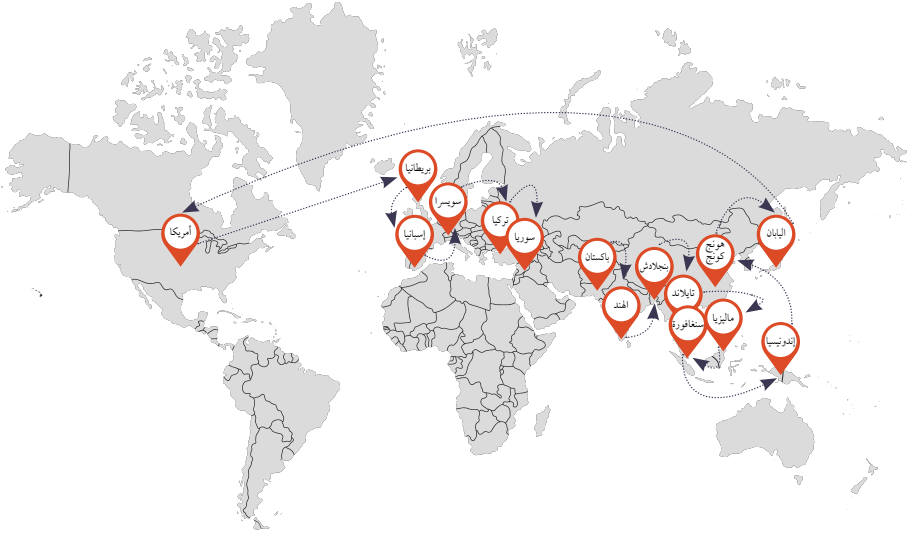 بريطانيا
سويسرا
تركيا
أمريكا
إسبانيا
سوريا
اليابان
هونج
كونج
باكستان
بنجلادش
تايلاند
الهند
ماليزيا
سنغافورة
إندونيسيا